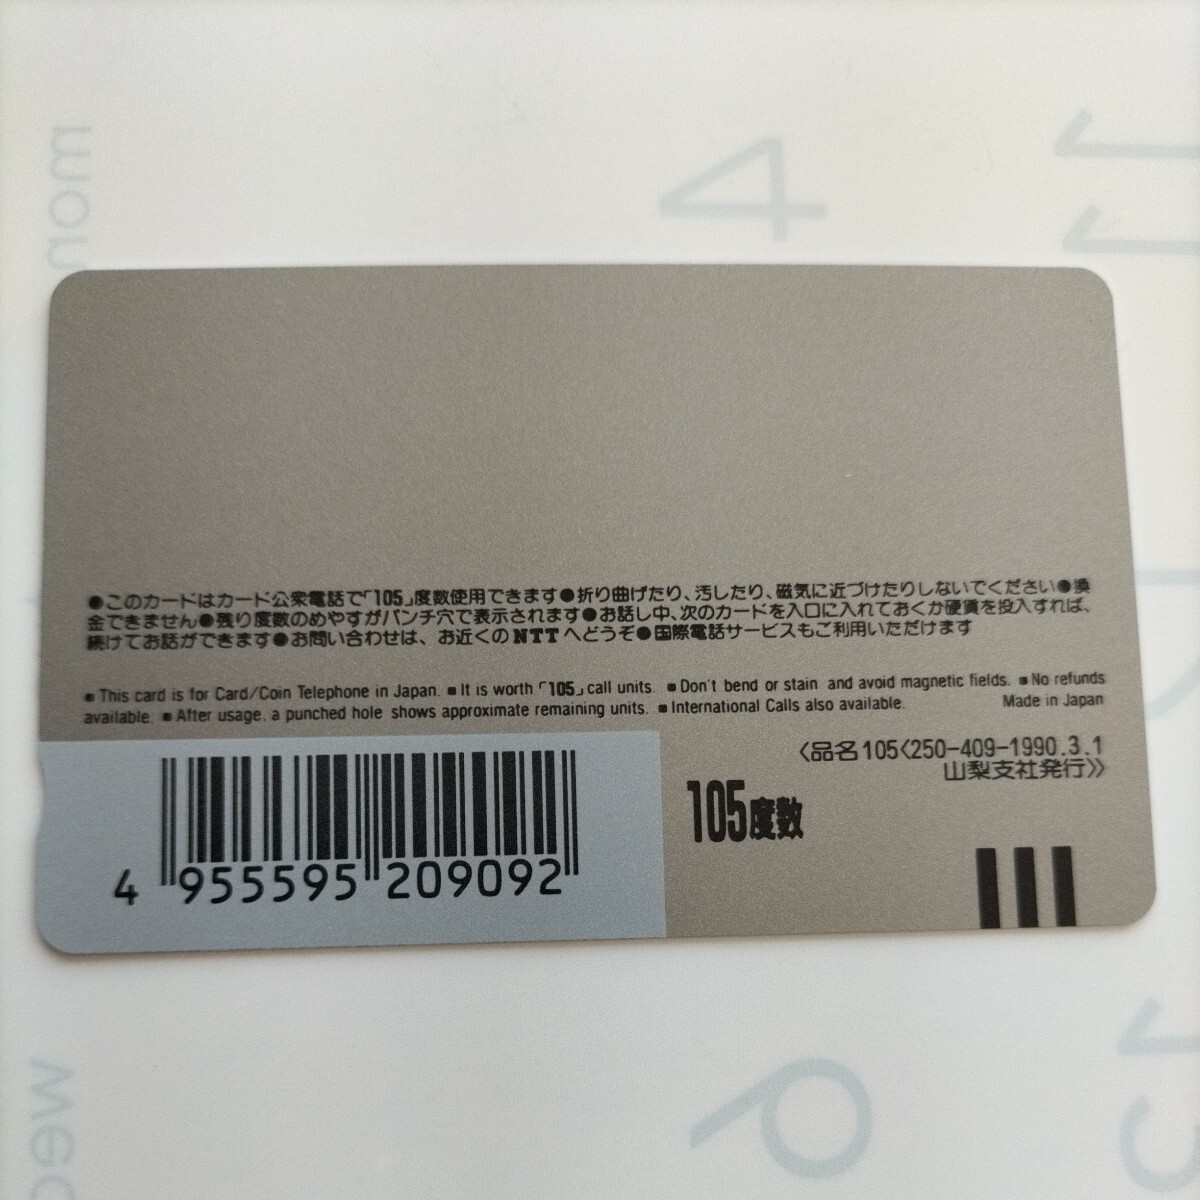 mon
4
11
●このカードはカード公衆電話で「105」度数使用できます●折り曲げたり、汚したり、磁気に近づけたりしないでください●換
金できません●残り度数のめやすがパンチ穴で表示されます●お話し中、次のカードを入口に入れておくか硬貨を投入すれば、
続けてお話ができます●お問い合わせは、お近くのNTTへどうぞ●国際電話サービスもご利用いただけます
■This card is for Card/Coin Telephone in Japan. ■It is worth「105」call units. ■Don't bend or stain and avoid magnetic fields. ■No refunds
available. ■After usage, a punched hole shows approximate remaining units. ■International Calls also available. Made in Japan
〈品名105〈250-409-1990.3.1
山梨支社発行〉〉
105度数
4 955595 209092
wed
6
13